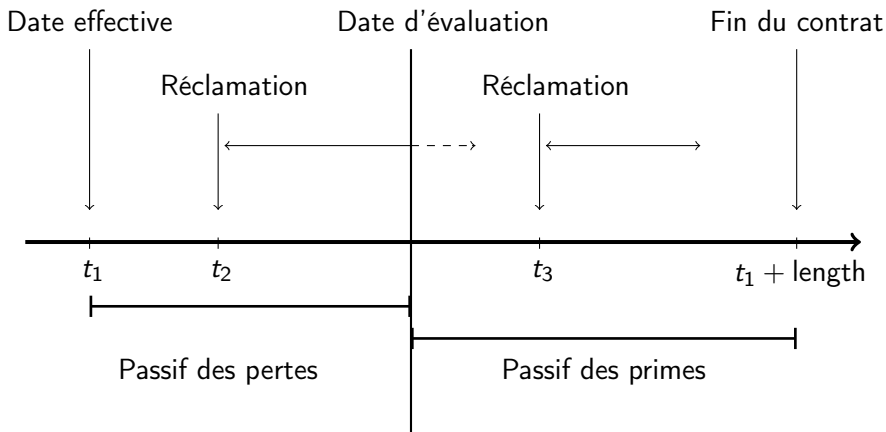 Date effective
Date d'évaluation
Fin du contrat
Réclamation
Réclamation
t1
t2
t3
t1 + length
Passif des pertes
Passif des primes